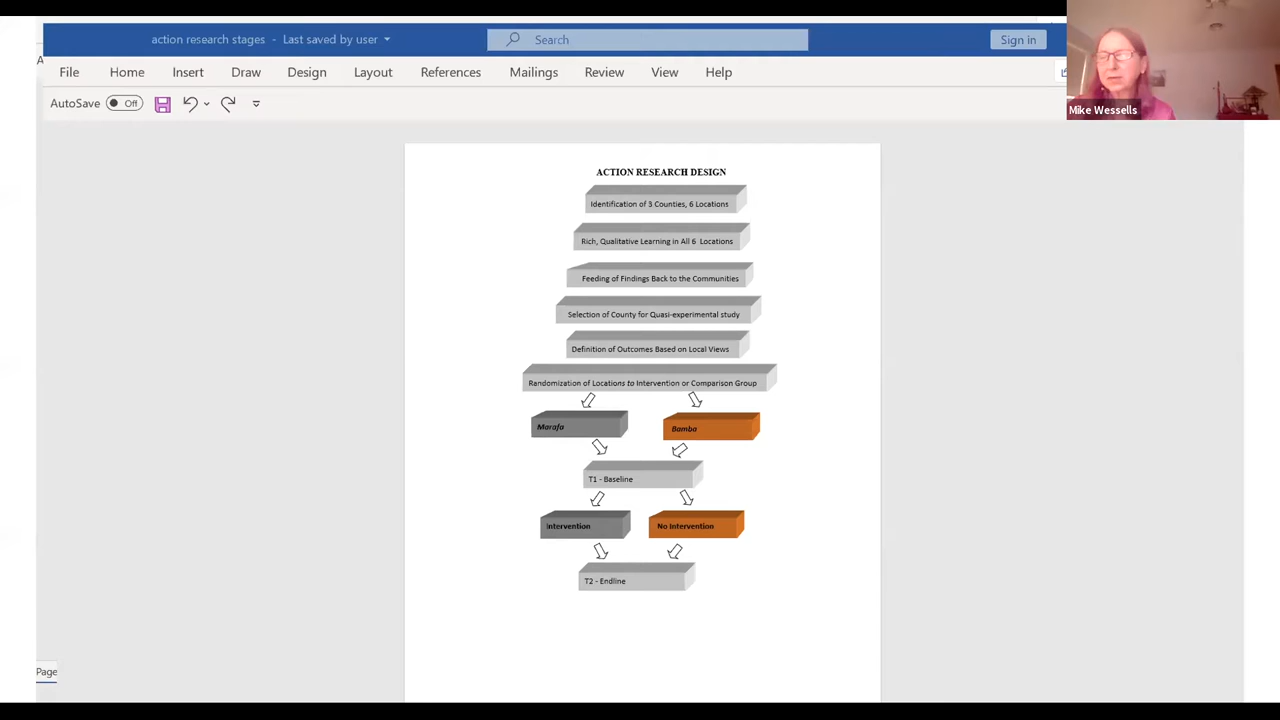 action research stages - Last saved by user
Search
Sign in
Mike Wessells
File Home Insert Draw Design Layout References Mailings Review View Help
AutoSave Off
ACTION RESEARCH DESIGN
Identification of 3 Counties, 6 Locations
Rich, Qualitative Learning in All 6 Locations
Feeding of Findings Back to the Communities
Selection of County for Quasi-experimental study
Definition of Outcomes Based on Local Views
Randomization of Locations to Intervention or Comparison Group
Marafa
Bamba
T1 - Baseline
Intervention
No Intervention
T2 - Endline
Page